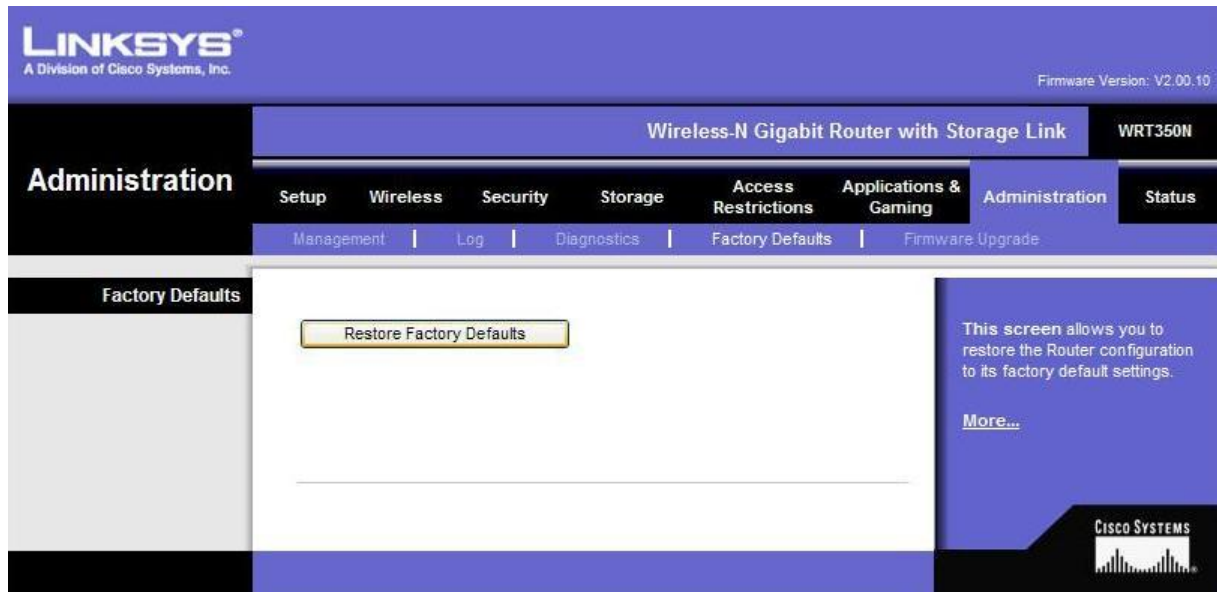 LINKSYS®
A Division of Cisco Systems, Inc.
Firmware Version: V2.00.10
Wireless-N Gigabit Router with Storage Link
WRT350N
Administration
Setup
Wireless
Security
Storage
Access
Restrictions
Applications &
Gaming
Administration
Status
Management
Log
Diagnostics
Factory Defaults
Firmware Upgrade
Factory Defaults
Restore Factory Defaults
This screen allows you to
restore the Router configuration
to its factory default settings.
More...
CISCO SYSTEMS